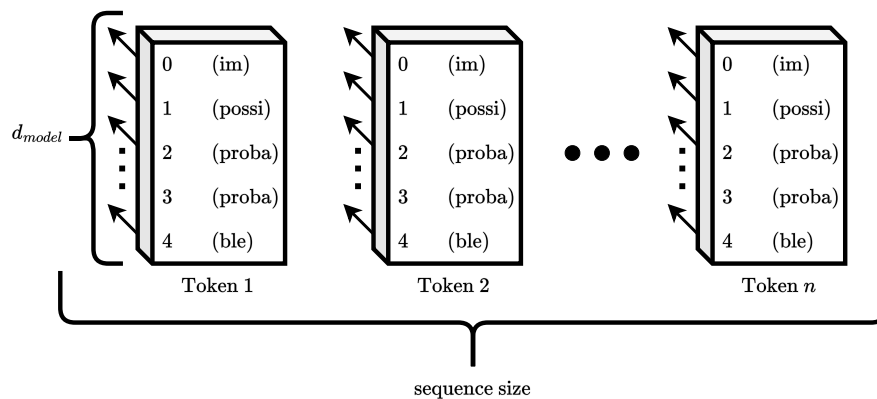 d_model
0 (im)
1 (possi)
2 (proba)
3 (proba)
4 (ble)
Token 1
0 (im)
1 (possi)
2 (proba)
3 (proba)
4 (ble)
Token 2
0 (im)
1 (possi)
2 (proba)
3 (proba)
4 (ble)
Token n
sequence size